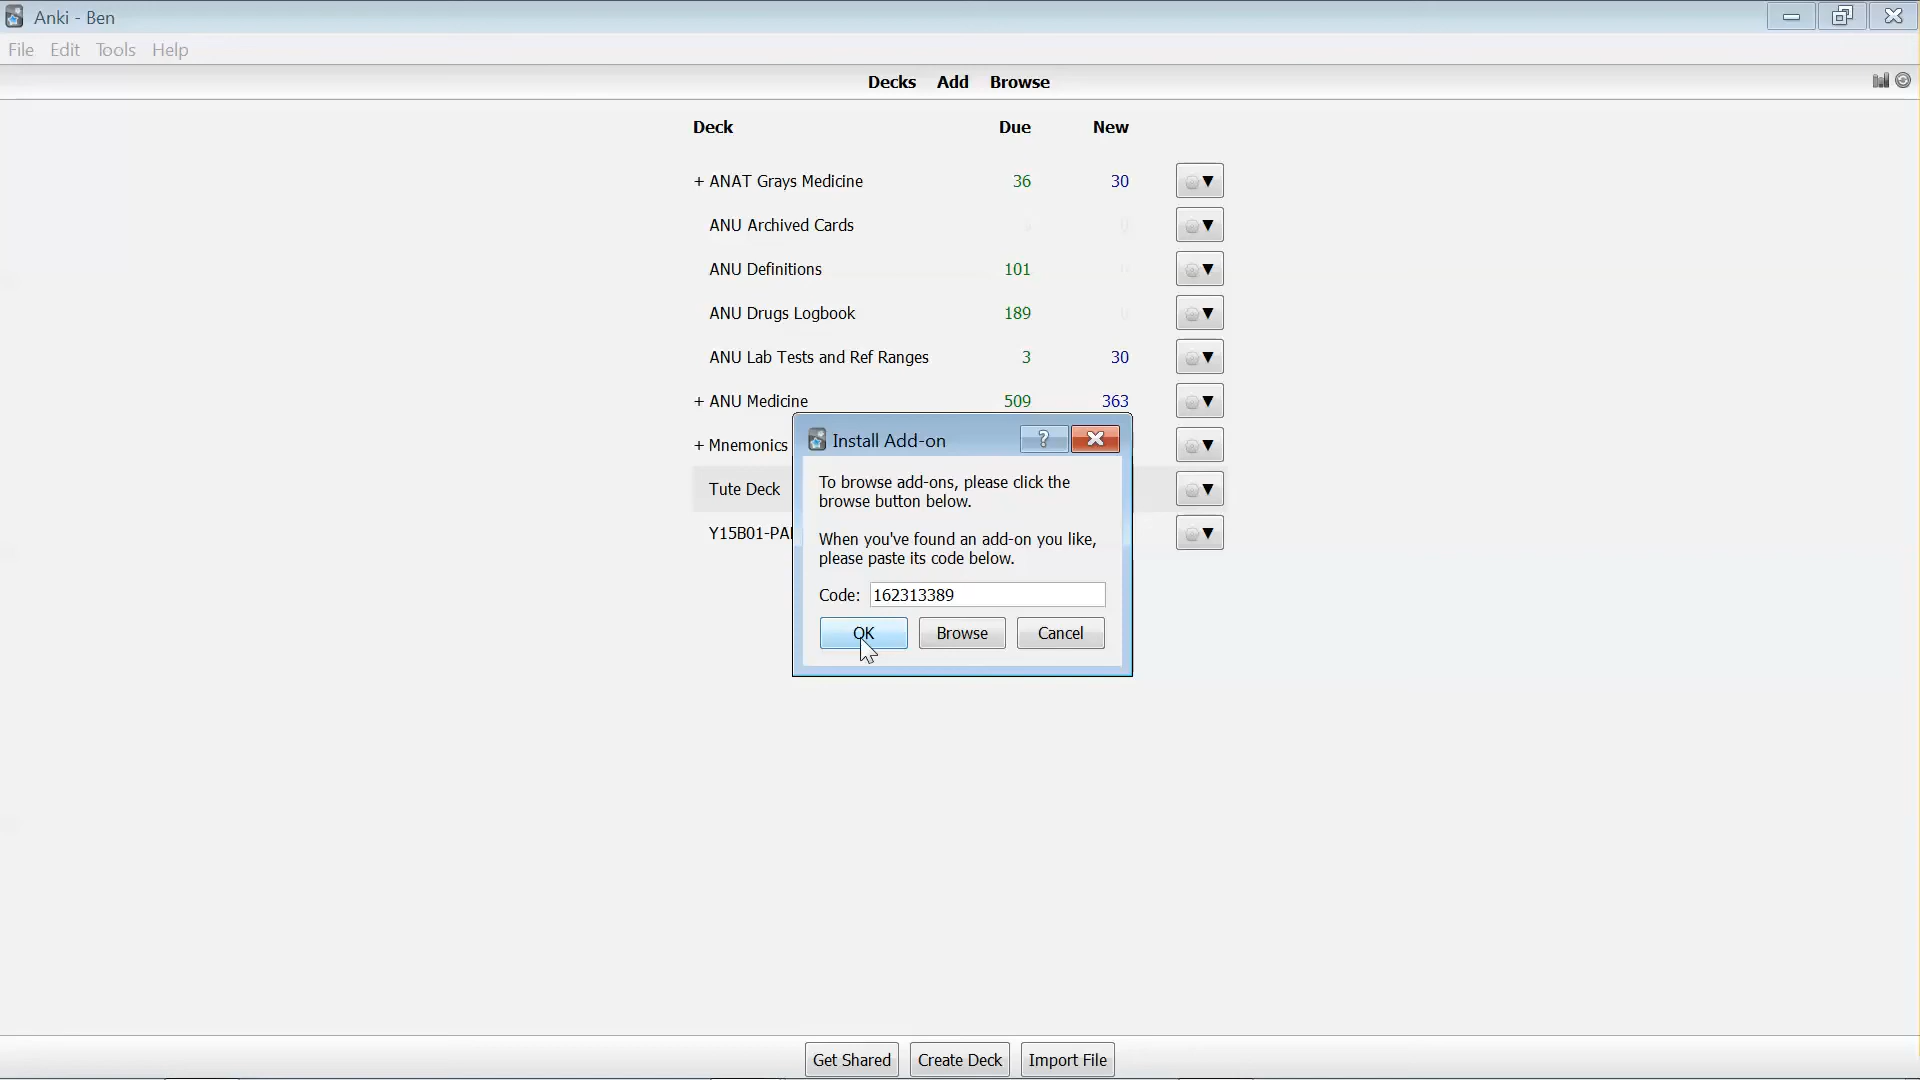 Anki - Ben
File Edit Tools Help
Decks Add Browse
Deck Due New
+ ANAT Grays Medicine 36 30
ANU Archived Cards
ANU Definitions 101
ANU Drugs Logbook 189
ANU Lab Tests and Ref Ranges 3 30
+ ANU Medicine 509 363
+ Mnemonics
Tute Deck
Y15B01-
Install Add-on
To browse add-ons, please click the
browse button below.
When you've found an add-on you like,
please paste its code below.
Code: 162313389
OK Browse Cancel
Get Shared Create Deck Import File